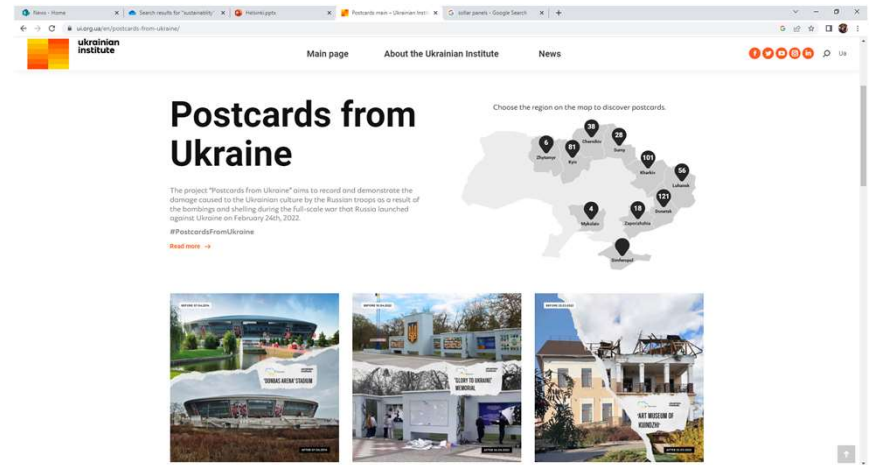 News - Home
Search results for "sustainability"
Helsinki.pptx
Postcards main – Ukrainian Insti
G sollar panels - Google Search
ui.org.ua/en/postcards-from-ukraine/
ukrainian
institute
Main page
About the Ukrainian Institute
News
Ua
Postcards from
Ukraine
The project "Postcards from Ukraine" aims to record and demonstrate the
damage caused to the Ukrainian culture by the Russian troops as a result of
the bombings and shelling during the full-scale war that Russia launched
against Ukraine on February 24th, 2022.
#PostcardsFromUkraine
Read more →
Choose the region on the map to discover postcards.
38
Chernihiv
28
Sumy
6
Zhytomyr
81
Kyiv
101
Kharkiv
56
Luhansk
121
Donetsk
4
Mykolaiv
18
Zaporizhzhia
'DONBAS ARENA' STADIUM
'GLORY TO UKRAINE'
MEMORIAL
'ART MUSEUM OF
KUINDZHI'